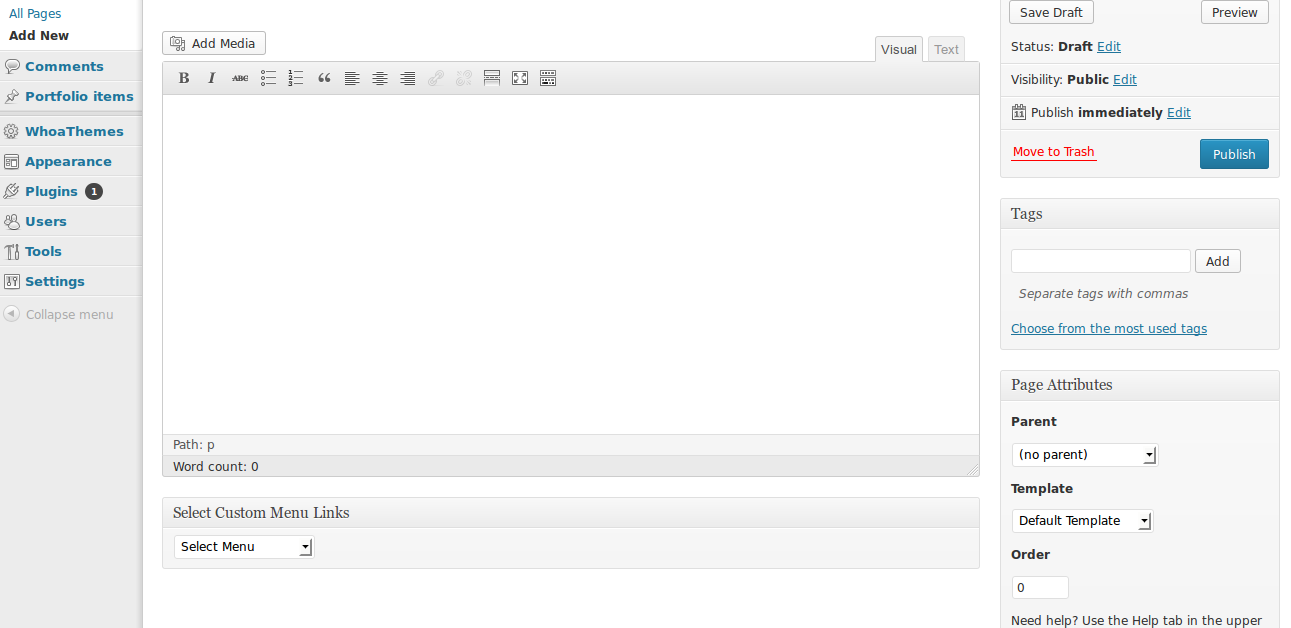 All Pages
Add New
Comments
Portfolio items
WhoaThemes
Appearance
Plugins 1
Users
Tools
Settings
Collapse menu
Add Media
Visual Text
B I ABC
Path: p
Word count: 0
Select Custom Menu Links
Select Menu
Save Draft Preview
Status: Draft Edit
Visibility: Public Edit
11 Publish immediately Edit
Move to Trash Publish
Tags
Add
Separate tags with commas
Choose from the most used tags
Page Attributes
Parent
(no parent)
Template
Default Template
Order
0
Need help? Use the Help tab in the upper